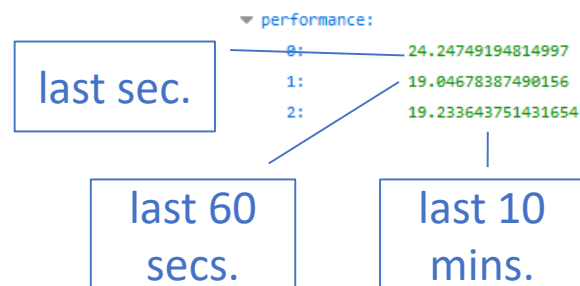 performance:
0: 24.24749194814997
1: 19.04678387490156
2: 19.233643751431654
last sec.
last 60
secs.
last 10
mins.